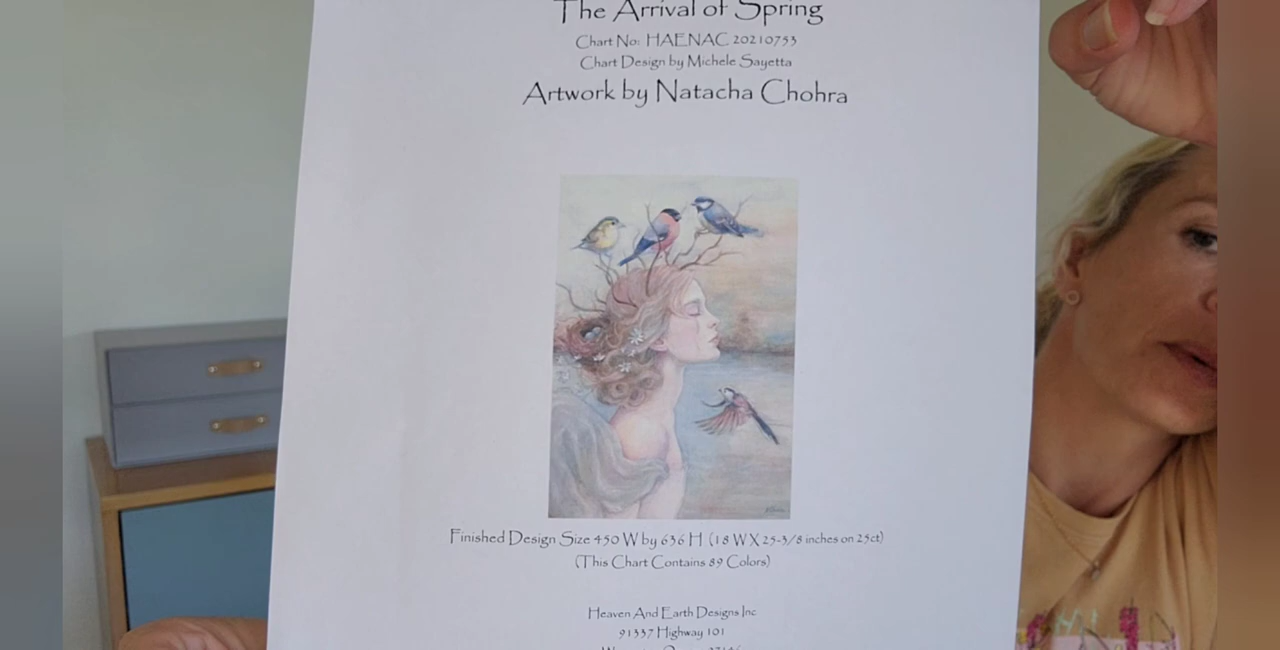 The Arrival of Spring
Chart No: HAENAC 20210753
Chart Design by Michele Sayetta
Artwork by Natacha Chohra
Finished Design Size 450 W by 636 H (18 W X 25-3/8 inches on 25ct)
(This Chart Contains 89 Colors)
Heaven And Earth Designs Inc
91337 Highway 101